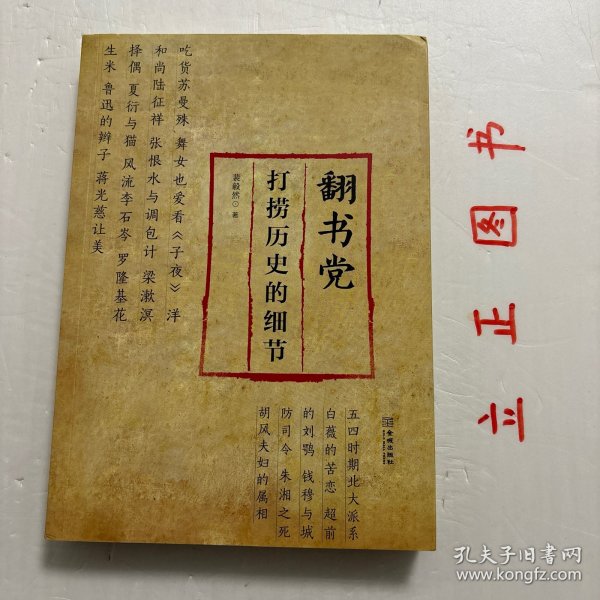 吃货苏曼殊 舞女也爱看《子夜》 洋
和尚陆征祥 张恨水与调包计 梁漱溟
择偶 夏衍与猫 风流李石岑 罗隆基花
生米 鲁迅的辫子 蒋光慈让美
翻书党
打捞历史的细节
裴毅然◎著
五四时期北大派系
白薇的苦恋 超前
的刘鹗 钱穆与城
防司令 朱湘之死
胡风夫妇的属相
金城出版社
立正图书
孔夫子旧书网
www.kongfz.com